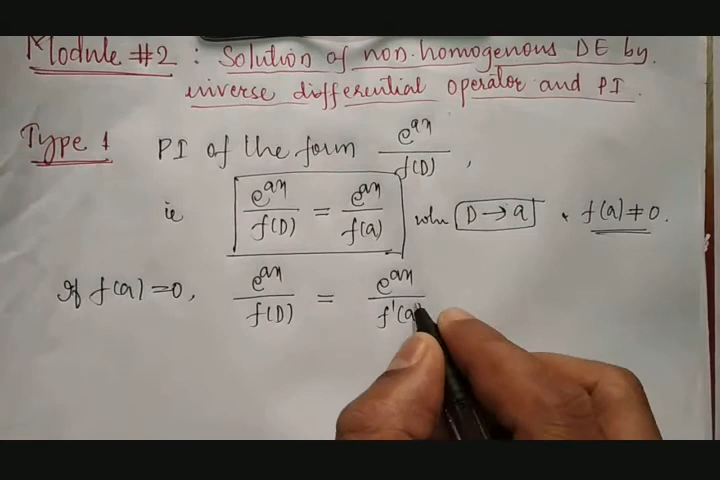 Module #2 : Solution of non-homogenous DE by
inverse differential operator and PI.
Type 1 PI of the form e^{ax}/f(D),
ie e^{ax}/f(D) = e^{ax}/f(a) when D → a & f(a) ≠ 0.
If f(a) = 0, e^{ax}/f(D) = e^{ax}/f'(a)